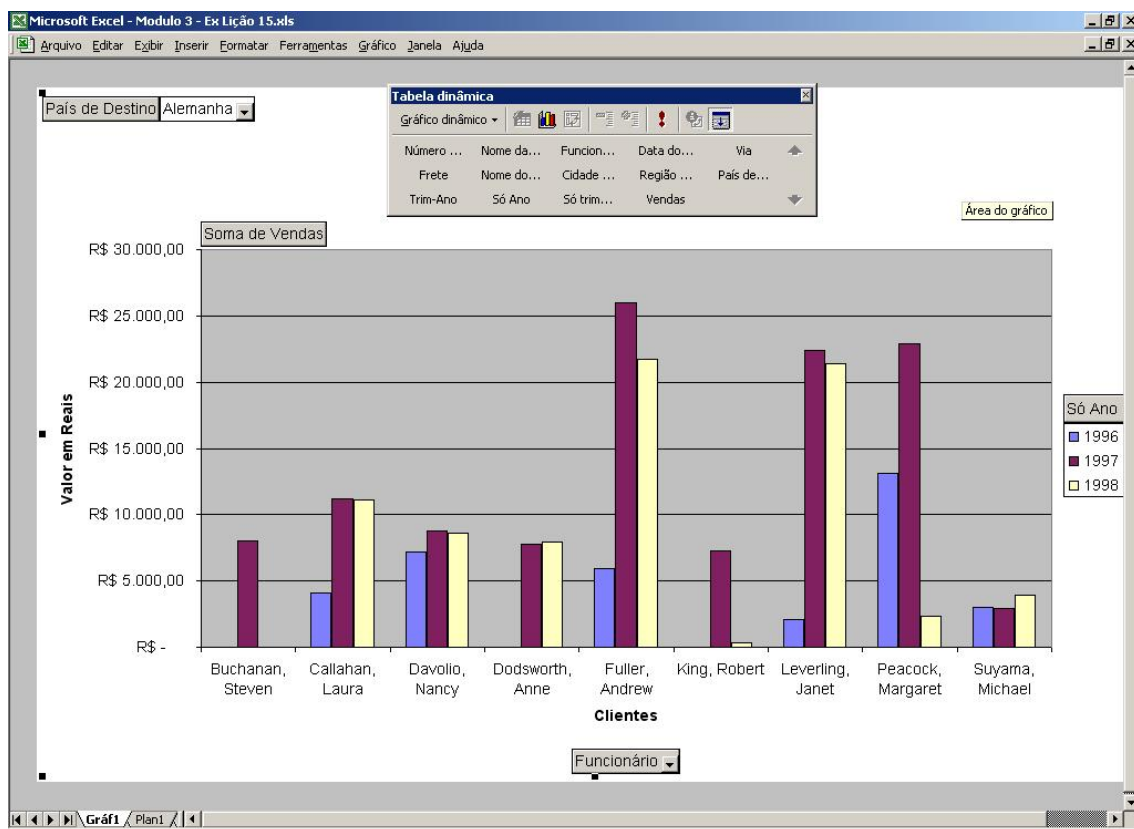 Microsoft Excel - Modulo 3 - Ex Lição 15.xls
Arquivo Editar Exibir Inserir Formatar Ferramentas Gráfico Janela Ajuda
País de Destino Alemanha
Tabela dinâmica
Gráfico dinâmico
Número ... Nome da... Funcion... Data do... Via
Frete Nome do... Cidade ... Região ... País de...
Trim-Ano Só Ano Só trim... Vendas
Área do gráfico
Soma de Vendas
R$ 30.000,00
R$ 25.000,00
R$ 20.000,00
R$ 15.000,00
R$ 10.000,00
R$ 5.000,00
R$ -
Valor em Reais
Só Ano
1996
1997
1998
Buchanan, Steven
Callahan, Laura
Davolio, Nancy
Dodsworth, Anne
Fuller, Andrew
King, Robert
Leverling, Janet
Peacock, Margaret
Suyama, Michael
Clientes
Funcionário
Gráf1 Plan1